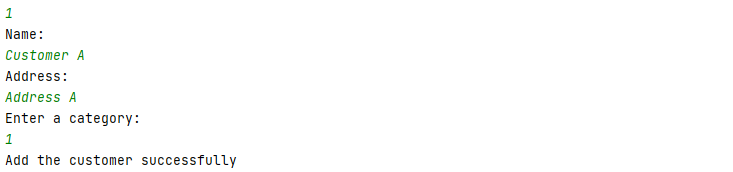 1
Name:
Customer A
Address:
Address A
Enter a category:
1
Add the customer successfully